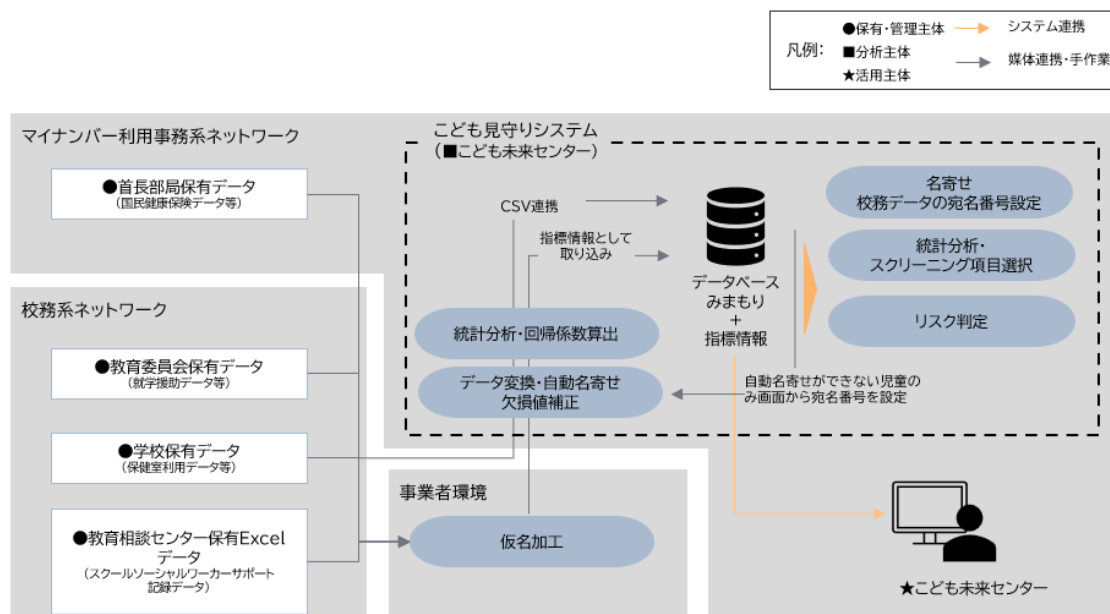 凡例：
●保有・管理主体
■分析主体
★活用主体
システム連携
媒体連携・手作業
マイナンバー利用事務系ネットワーク
●首長部局保有データ
（国民健康保険データ等）
校務系ネットワーク
●教育委員会保有データ
（就学援助データ等）
●学校保有データ
（保健室利用データ等）
●教育相談センター保有Excel
データ
（スクールソーシャルワーカーサポート
記録データ）
こども見守りシステム
（■こども未来センター）
CSV連携
指標情報として
取り込み
統計分析・回帰係数算出
データ変換・自動名寄せ
欠損値補正
データベース
みまもり
＋
指標情報
名寄せ
校務データの宛名番号設定
統計分析・
スクリーニング項目選択
リスク判定
自動名寄せができない児童の
み画面から宛名番号を設定
事業者環境
仮名加工
★こども未来センター